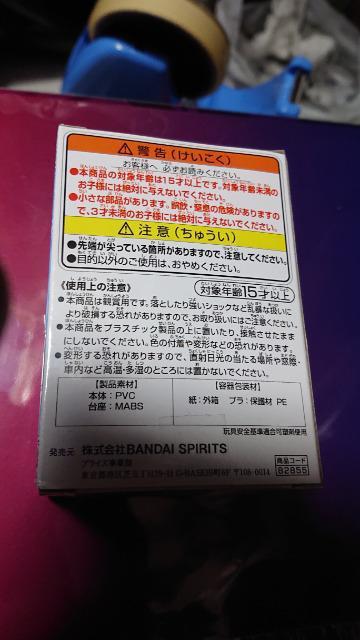 ⚠警告（けいこく）
お客様へ 必ずお読みください。
●本商品の対象年齢は15才以上です。対象年齢未満の
お子様には絶対に与えないでください。
●小さな部品があります。誤飲・窒息の危険がありますの
で、3才未満のお子様には絶対に与えないでください。
⚠注意（ちゅうい）
●先端が尖っている箇所がありますので、注意してください。
●目的以外のご使用は、おやめください。
《使用上の注意》
対象年齢15才以上
●本商品は観賞用です。落としたり強いショックなど乱暴な扱いに
より破損する恐れがありますので、お取り扱いにはご注意ください。
●本商品をプラスチック製品の上に置いたり、接触させたまま
にしないでください。色の付着や変形などの恐れがあります。
●変形する恐れがありますので、直射日光の当たる場所や窓際・
車内など高温・多湿のところには置かないでください。
【製品素材】
本体：PVC
台座：MABS
【容器包装材】
紙：外箱 プラ：保護材 PE
玩具安全基準適合可塑剤使用
発売元 株式会社BANDAI SPIRITS
プライズ事業部
〒108-0014
商品コード
82855